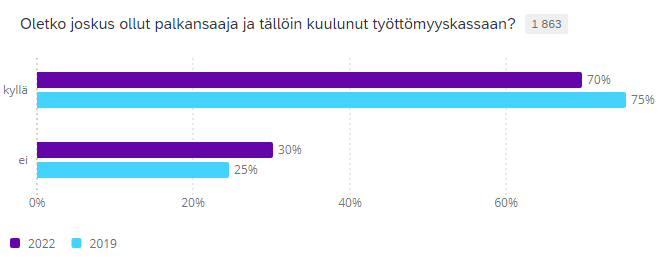 Oletko joskus ollut palkansaaja ja tällöin kuulunut työttömyyskassaan? 1 863
kyllä
70%
75%
ei
30%
25%
0% 20% 40% 60%
2022 2019